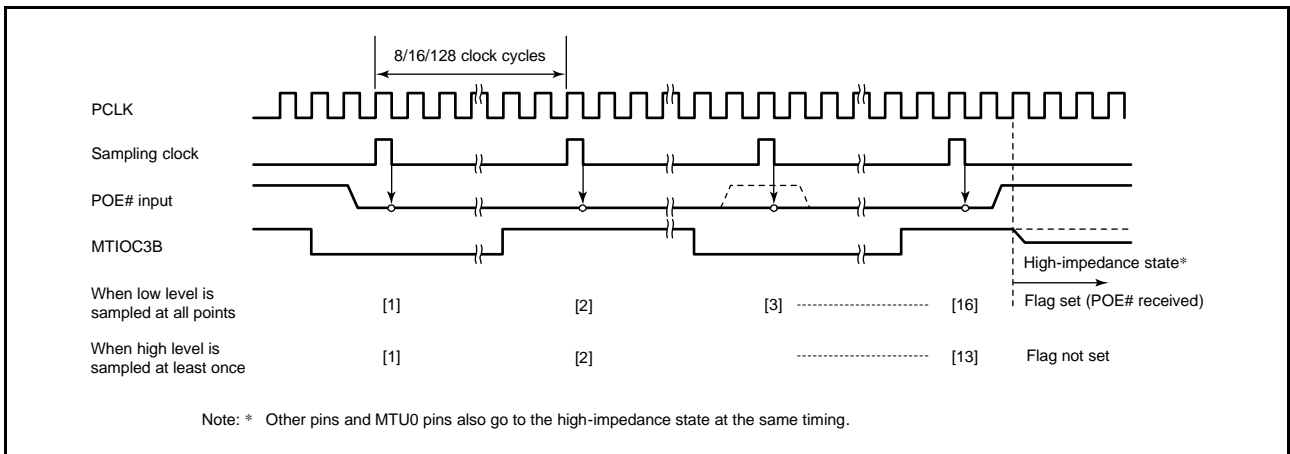 8/16/128 clock cycles
PCLK
Sampling clock
POE# input
MTIOC3B
High-impedance state*
When low level is
sampled at all points
[1] [2] [3] [16] Flag set (POE# received)
When high level is
sampled at least once
[1] [2] [13] Flag not set
Note: * Other pins and MTU0 pins also go to the high-impedance state at the same timing.